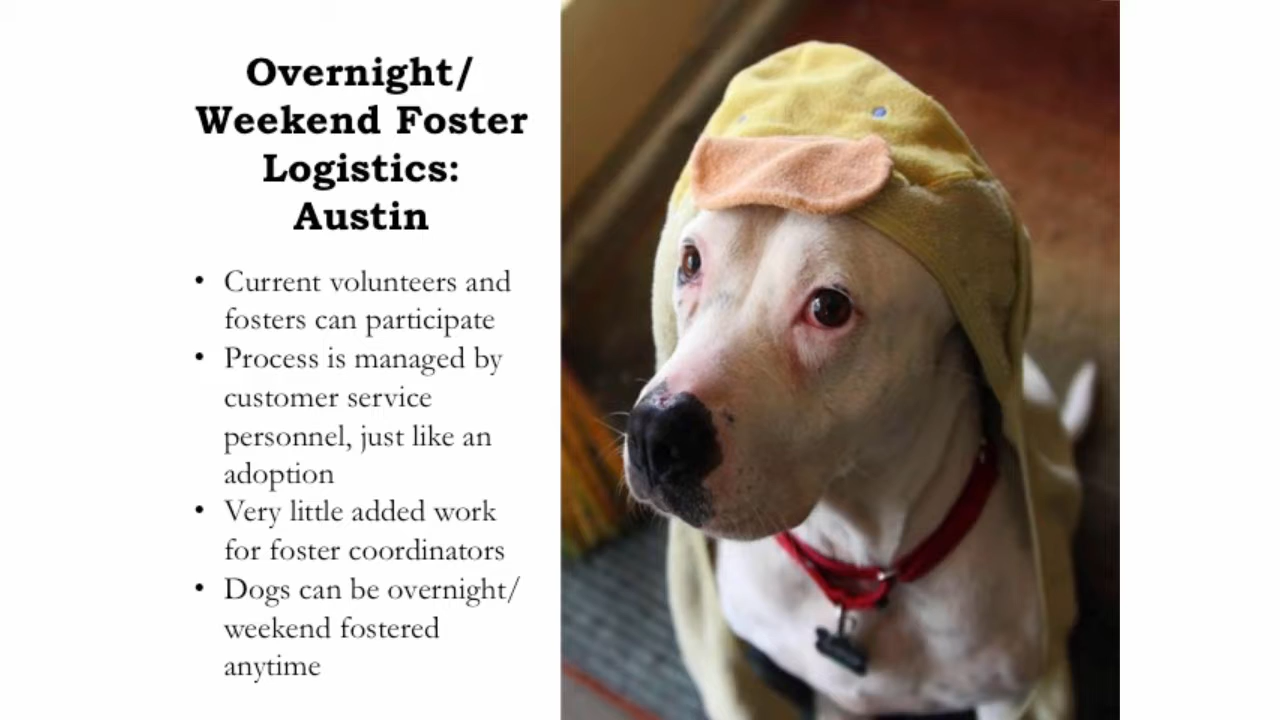 Overnight/
Weekend Foster
Logistics:
Austin
• Current volunteers and
fosters can participate
• Process is managed by
customer service
personnel, just like an
adoption
• Very little added work
for foster coordinators
• Dogs can be overnight/
weekend fostered
anytime